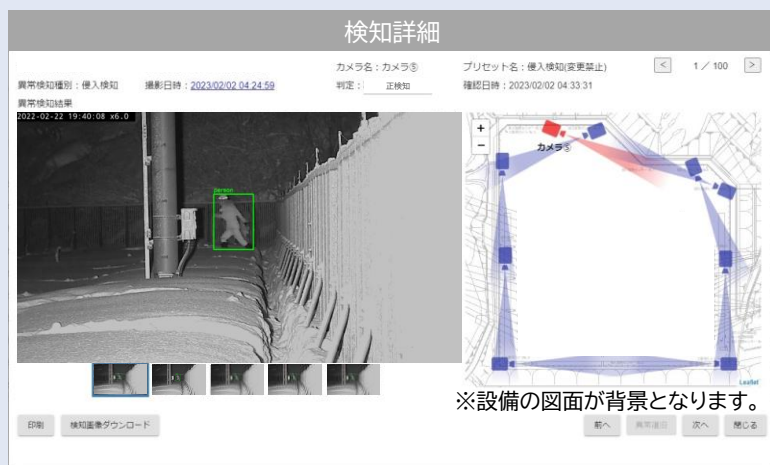 検知詳細
カメラ名：カメラ⑤
プリセット名：侵入検知(変更禁止)
<
1 / 100
>
異常検知種別：侵入検知
撮影日時：2023/02/02 04:24:59
判定：
正検知
確認日時：2023/02/02 04:33:31
異常検知結果
2022-02-22 19:40:08 x6.0
person
+
−
カメラ⑤
Leaflet
※設備の図面が背景となります。
印刷
検知画像ダウンロード
前へ
異常復旧
次へ
閉じる